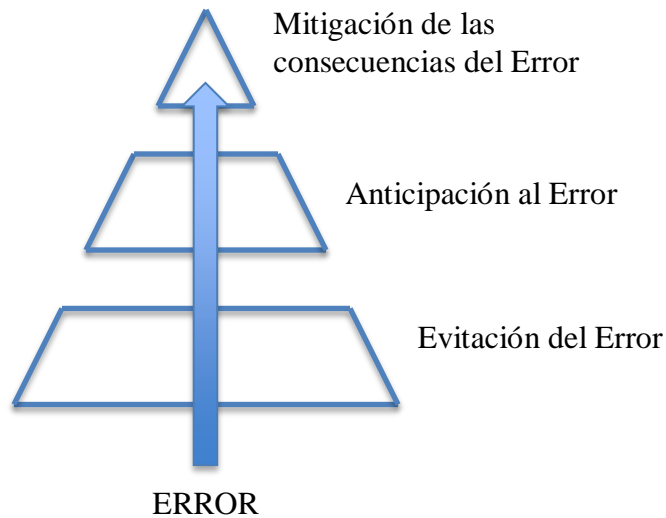 Mitigación de las
consecuencias del Error
Anticipación al Error
Evitación del Error
ERROR